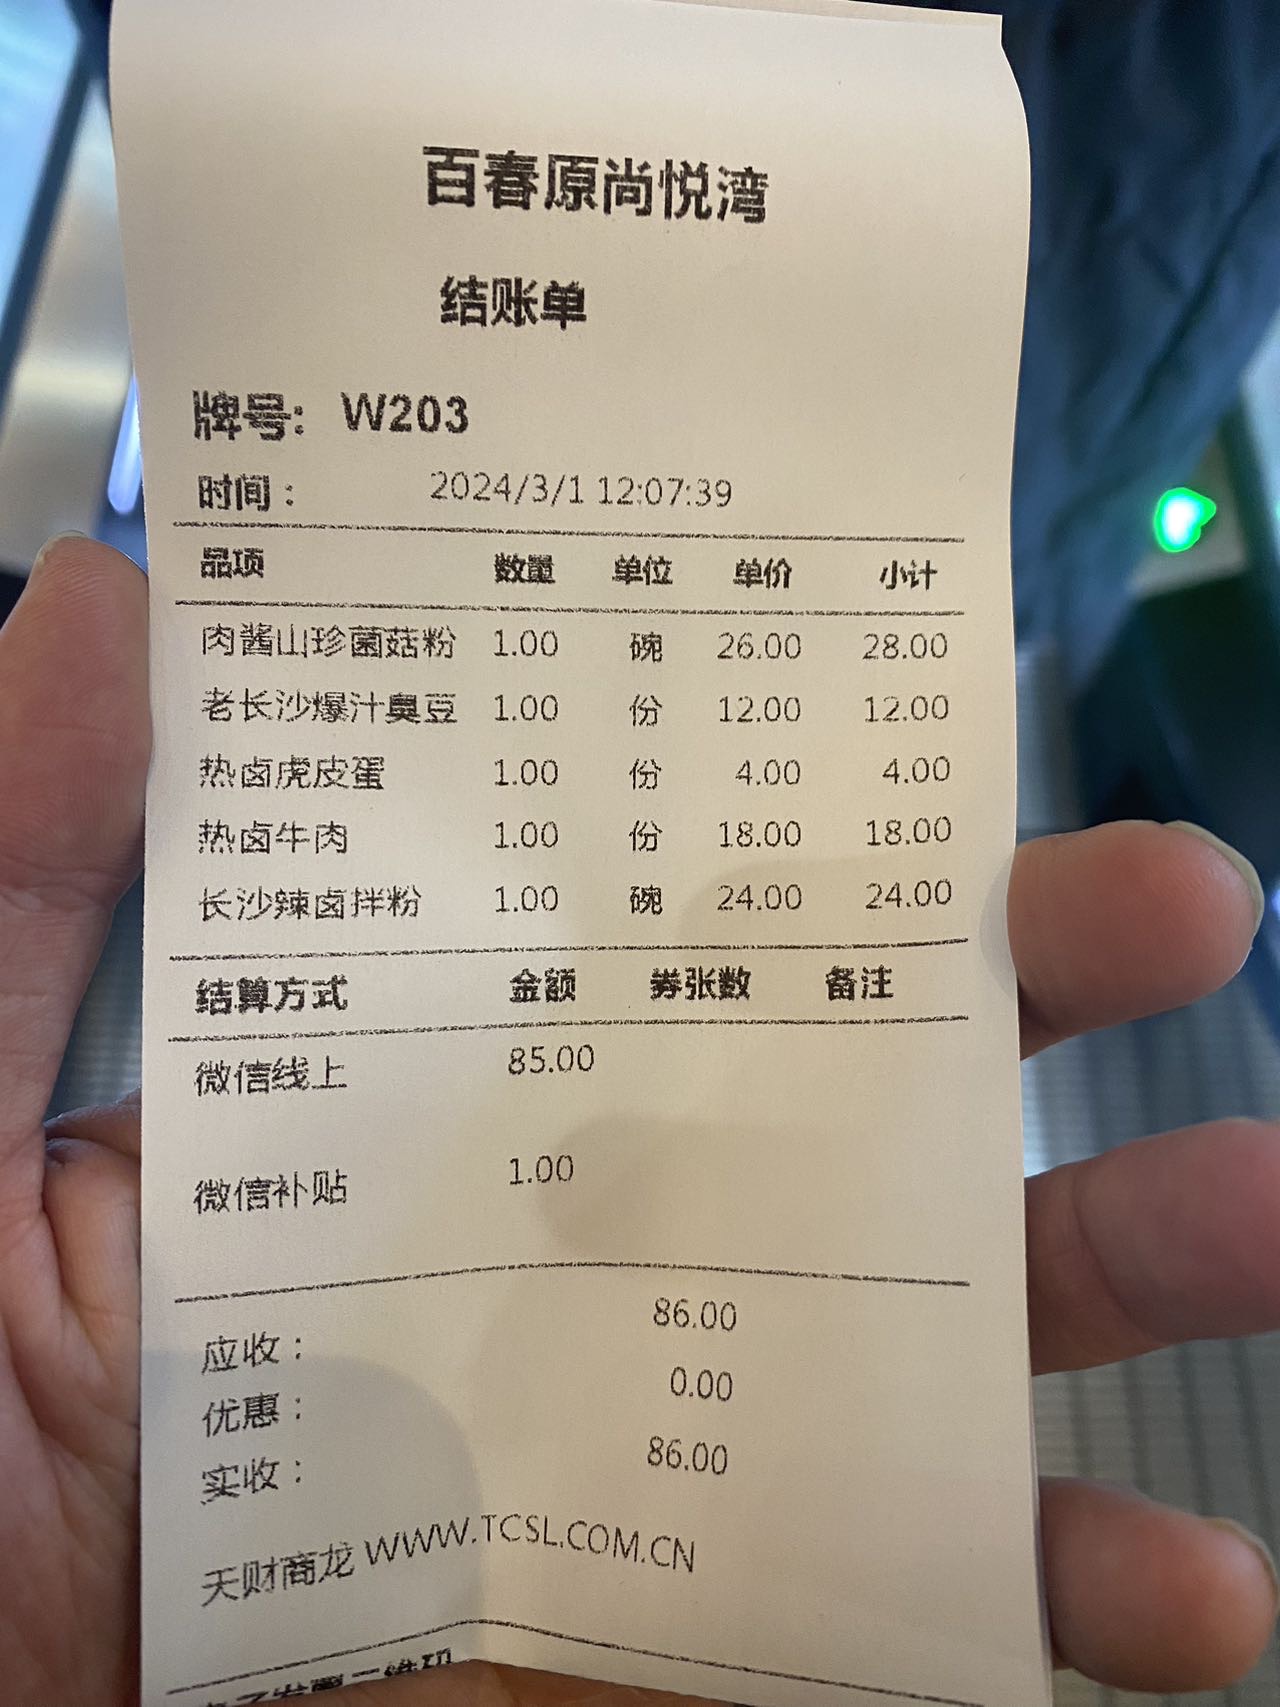 百春原尚悦湾
结账单
牌号: W203
时间： 2024/3/1 12:07:39
品项 数量 单位 单价 小计
肉酱山珍菌菇粉 1.00 碗 26.00 28.00
老长沙爆汁臭豆 1.00 份 12.00 12.00
热卤虎皮蛋 1.00 份 4.00 4.00
热卤牛肉 1.00 份 18.00 18.00
长沙辣卤拌粉 1.00 碗 24.00 24.00
结算方式 金额 券张数 备注
微信线上 85.00
微信补贴 1.00
应收： 86.00
优惠： 0.00
实收： 86.00
天财商龙 WWW.TCSL.COM.CN